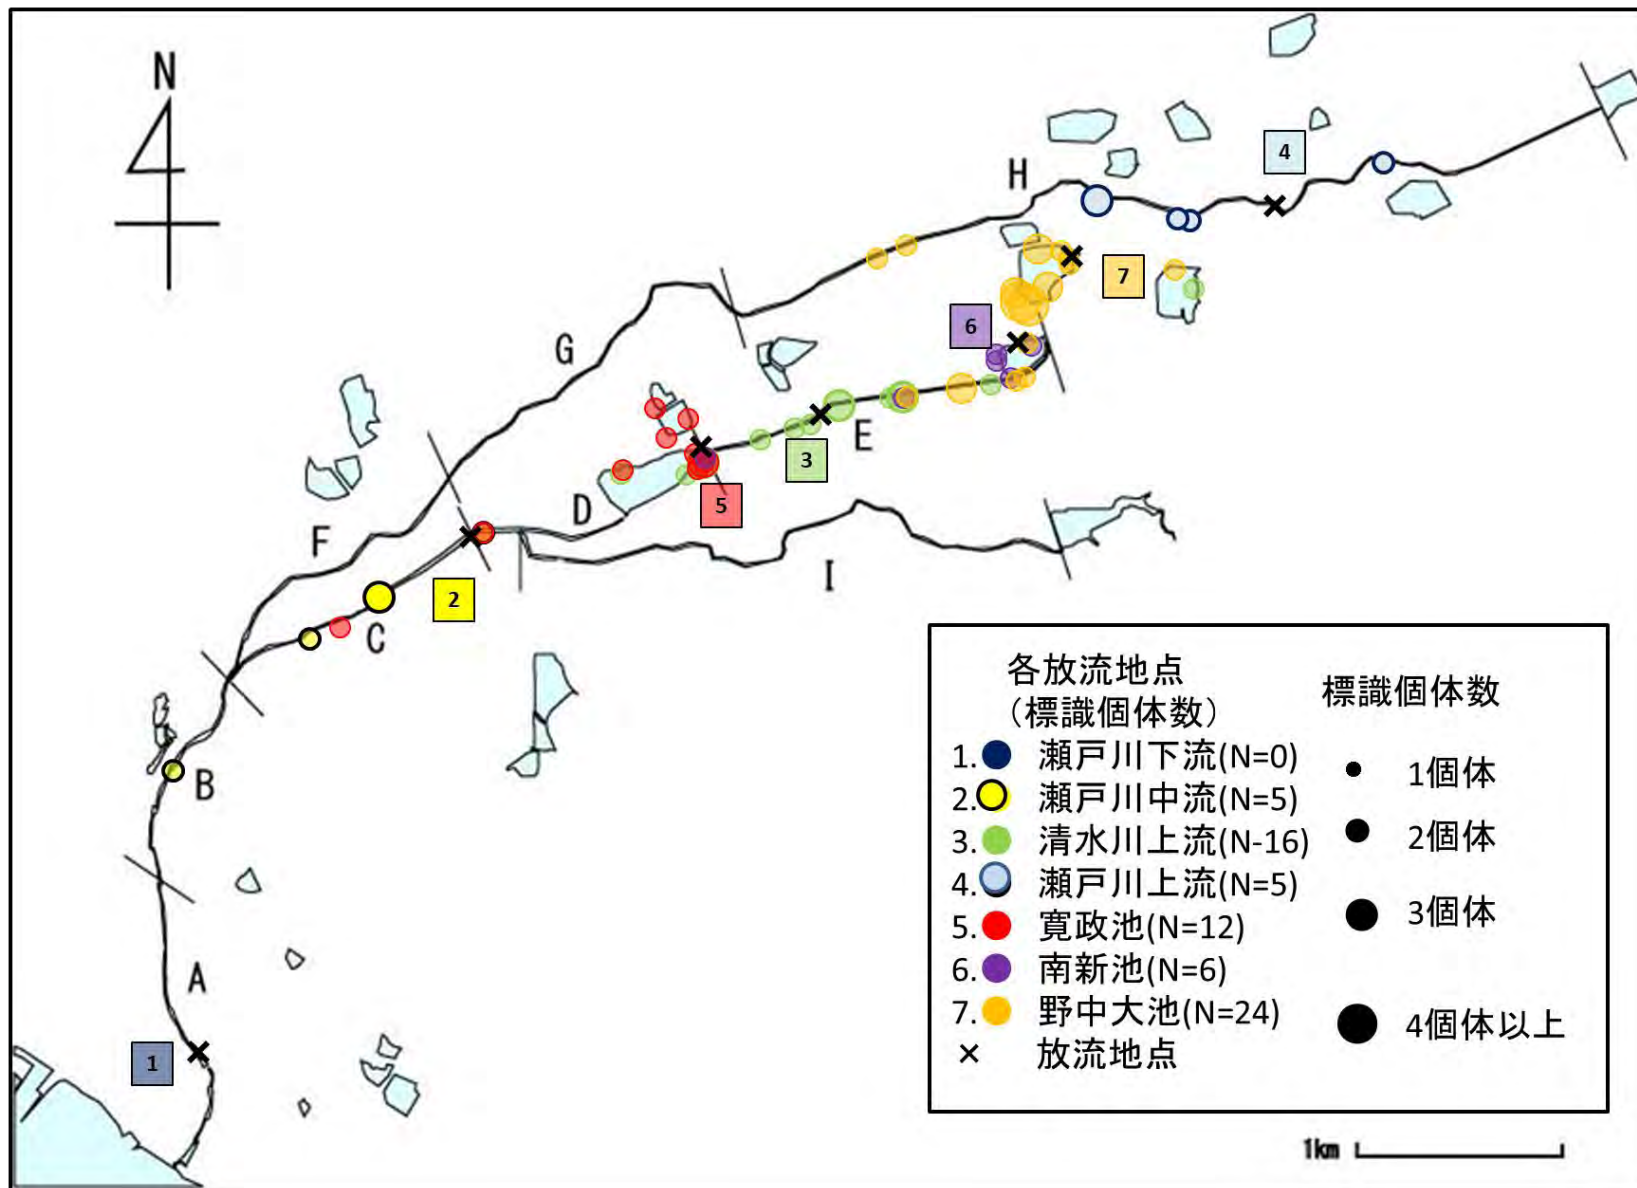 N
4
H
7
6
G
E
3
5
D
F
I
2
C
B
A
1
各放流地点
（標識個体数）
1. 瀬戸川下流(N=0)
2. 瀬戸川中流(N=5)
3. 清水川上流(N-16)
4. 瀬戸川上流(N=5)
5. 寛政池(N=12)
6. 南新池(N=6)
7. 野中大池(N=24)
× 放流地点
標識個体数
1個体
2個体
3個体
4個体以上
1km